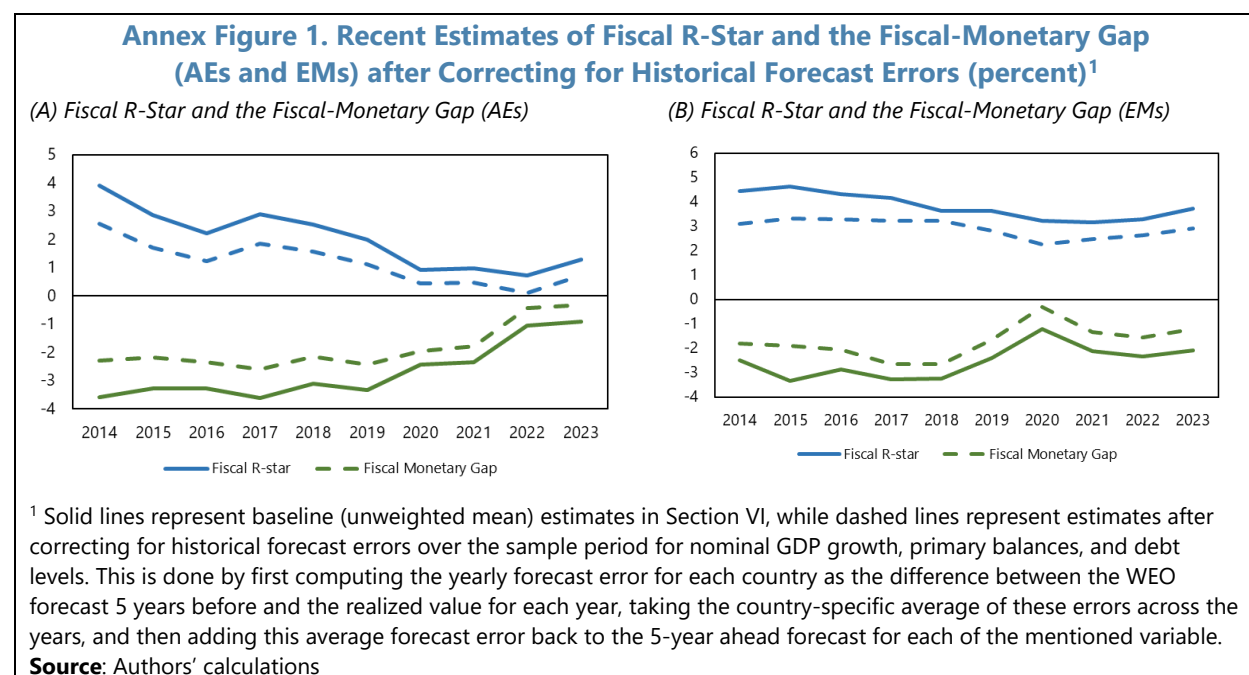 Annex Figure 1. Recent Estimates of Fiscal R-Star and the Fiscal-Monetary Gap
(AEs and EMs) after Correcting for Historical Forecast Errors (percent)¹
(A) Fiscal R-Star and the Fiscal-Monetary Gap (AEs)
5
4
3
2
1
0
-1
-2
-3
-4
2014 2015 2016 2017 2018 2019 2020 2021 2022 2023
Fiscal R-star Fiscal Monetary Gap
(B) Fiscal R-Star and the Fiscal-Monetary Gap (EMs)
6
5
4
3
2
1
0
-1
-2
-3
-4
2014 2015 2016 2017 2018 2019 2020 2021 2022 2023
Fiscal R-star Fiscal Monetary Gap
¹ Solid lines represent baseline (unweighted mean) estimates in Section VI, while dashed lines represent estimates after
correcting for historical forecast errors over the sample period for nominal GDP growth, primary balances, and debt
levels. This is done by first computing the yearly forecast error for each country as the difference between the WEO
forecast 5 years before and the realized value for each year, taking the country-specific average of these errors across the
years, and then adding this average forecast error back to the 5-year ahead forecast for each of the mentioned variable.
Source: Authors' calculations